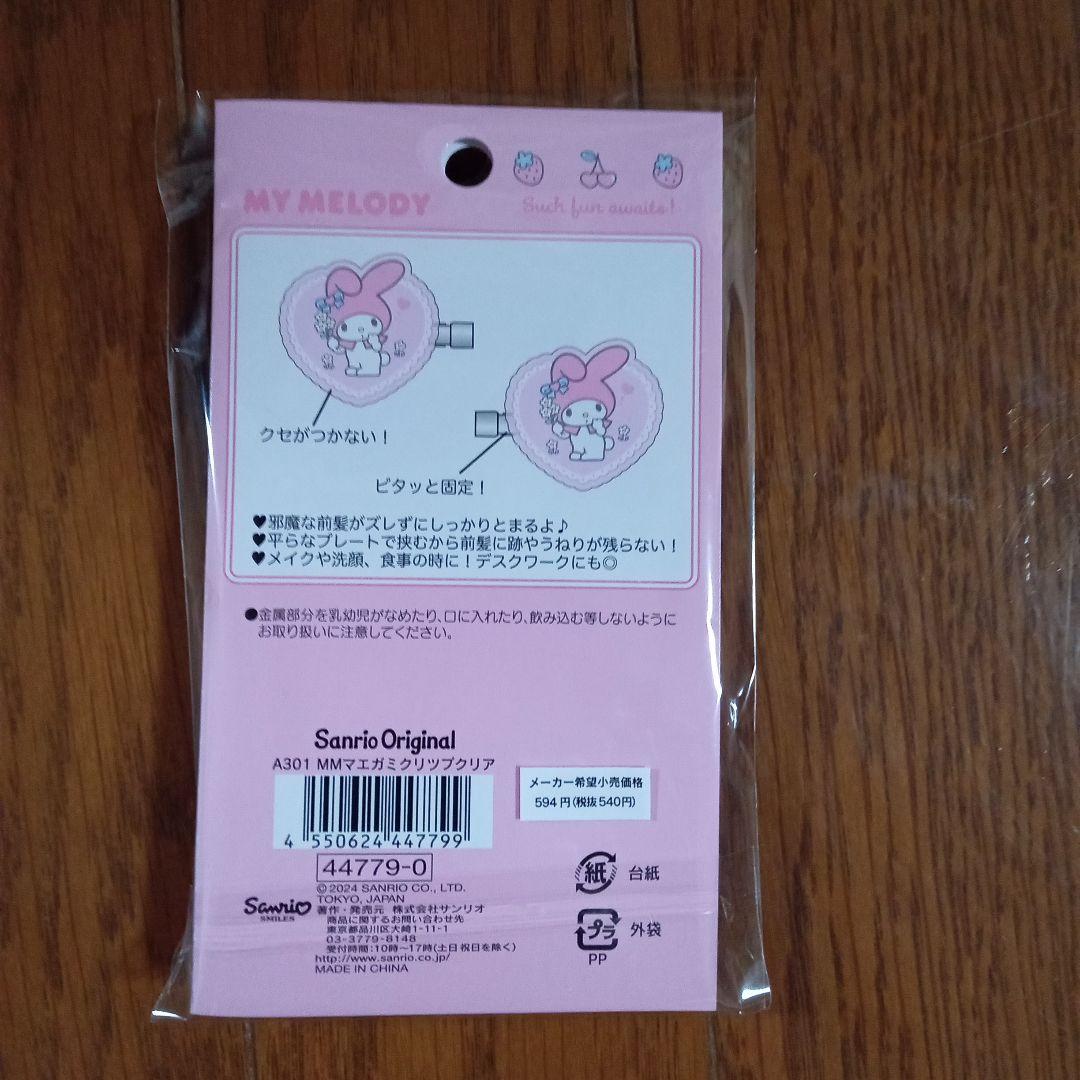 MY MELODY
Such fun awaits!
クセがつかない！
ピタッと固定！
♥邪魔な前髪がズレずにしっかりとまるよ♪
♥平らなプレートで挟むから前髪に跡やうねりが残らない！
♥メイクや洗顔、食事の時に！デスクワークにも◎
●金属部分を乳幼児がなめたり、口に入れたり、飲み込む等しないように
お取り扱いに注意してください。
Sanrio Original
A301 MMマエガミクリツプクリア
メーカー希望小売価格
594円(税抜540円)
4 550624 447799
44779-0
©2024 SANRIO CO., LTD.
TOKYO, JAPAN
Sanrio
SMILES
著作・発売元 株式会社サンリオ
商品に関するお問い合わせ先
東京都品川区大崎1-11-1
03-3779-8148
受付時間:10時～17時(土日祝日を除く)
http://www.sanrio.co.jp/
MADE IN CHINA
紙 台紙
プラ 外袋
PP